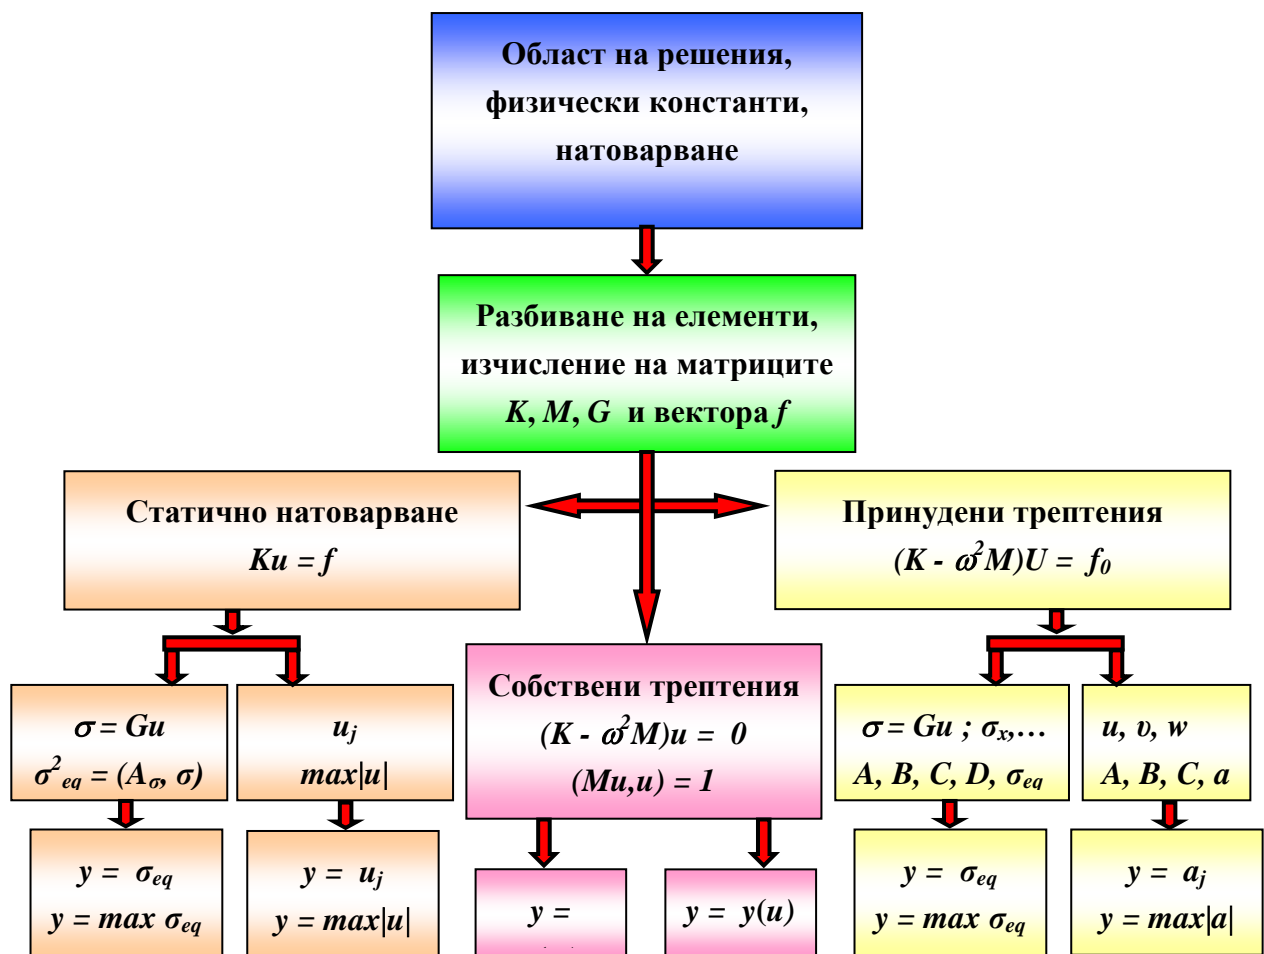 Област на решения,
физически константи,
натоварване
Разбиване на елементи,
изчисление на матриците
K, M, G и вектора f
Статично натоварване
Ku = f
Принудени трептения
(K - ω²M)U = f₀
Собствени трептения
(K - ω²M)u = 0
(Mu,u) = 1
σ = Gu
σ²eq = (Aσ, σ)
uj
max|u|
σ = Gu ; σx,…
A, B, C, D, σeq
u, υ, w
A, B, C, a
y = σeq
y = max σeq
y = uj
y = max|u|
y =
y = y(u)
y = σeq
y = max σeq
y = aj
y = max|a|